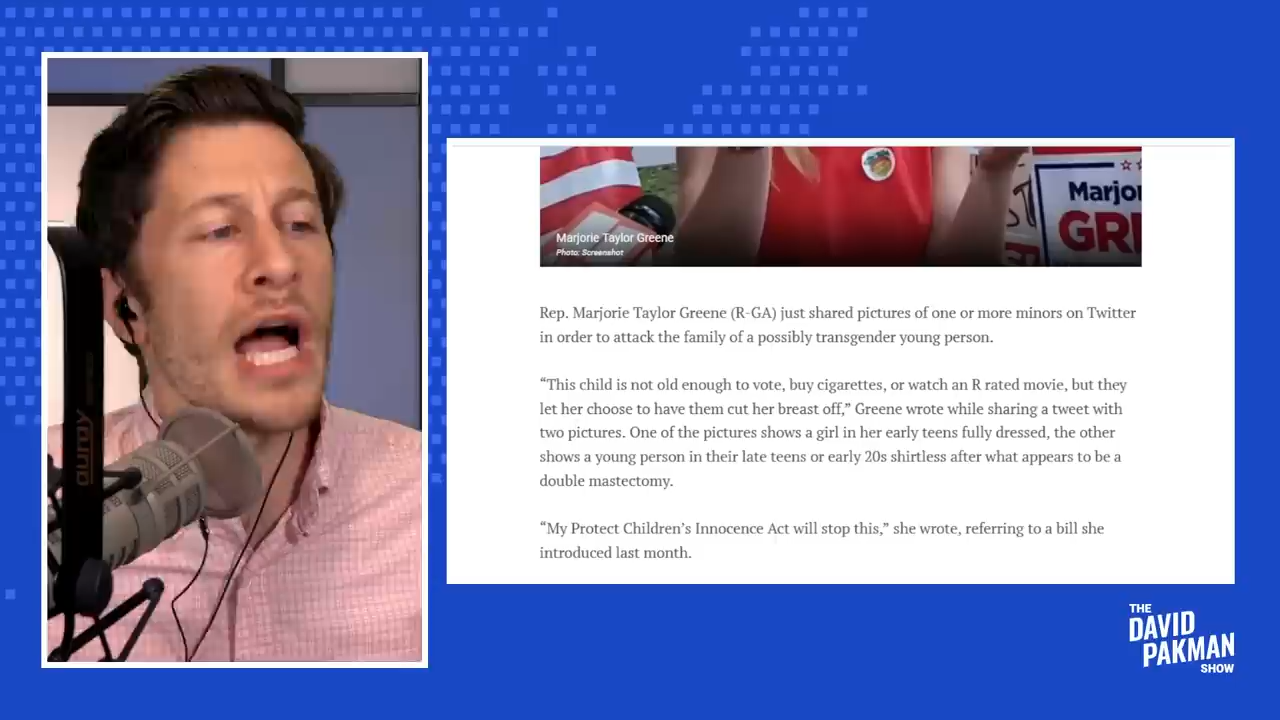 auray
Marjorie Taylor Greene
Photo: Screenshot
Rep. Marjorie Taylor Greene (R-GA) just shared pictures of one or more minors on Twitter
in order to attack the family of a possibly transgender young person.
“This child is not old enough to vote, buy cigarettes, or watch an R rated movie, but they
let her choose to have them cut her breast off,” Greene wrote while sharing a tweet with
two pictures. One of the pictures shows a girl in her early teens fully dressed, the other
shows a young person in their late teens or early 20s shirtless after what appears to be a
double mastectomy.
“My Protect Children’s Innocence Act will stop this,” she wrote, referring to a bill she
introduced last month.
Marjo
GR
THE
DAVID
PAKMAN
SHOW